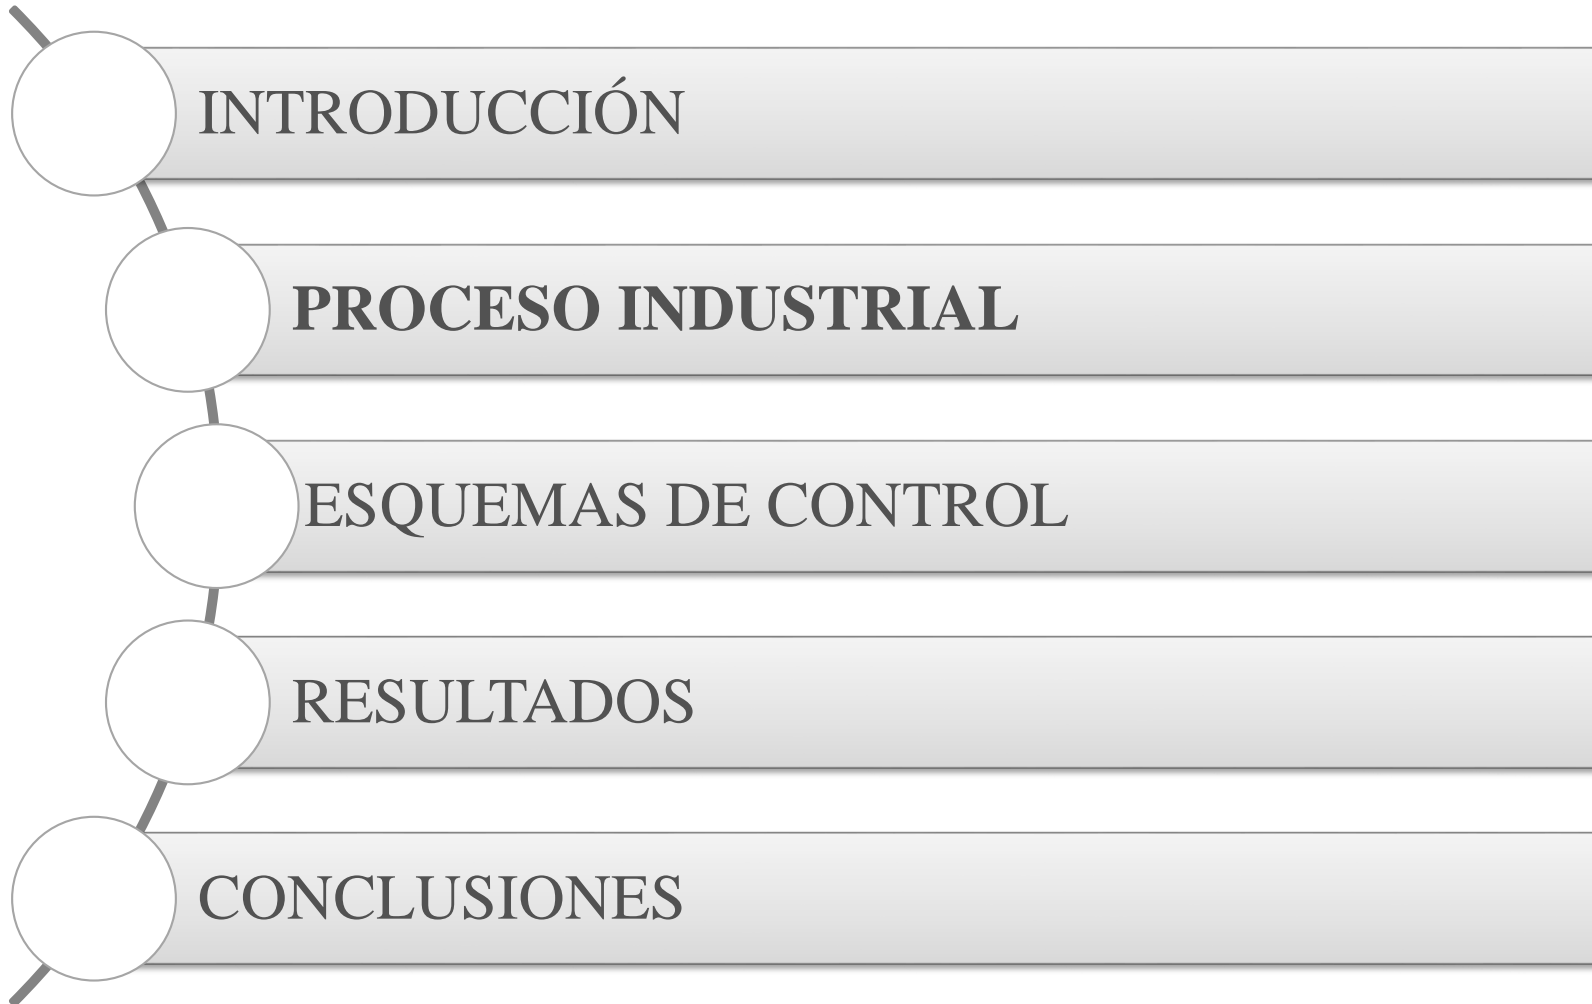 INTRODUCCIÓN
PROCESO INDUSTRIAL
ESQUEMAS DE CONTROL
RESULTADOS
CONCLUSIONES